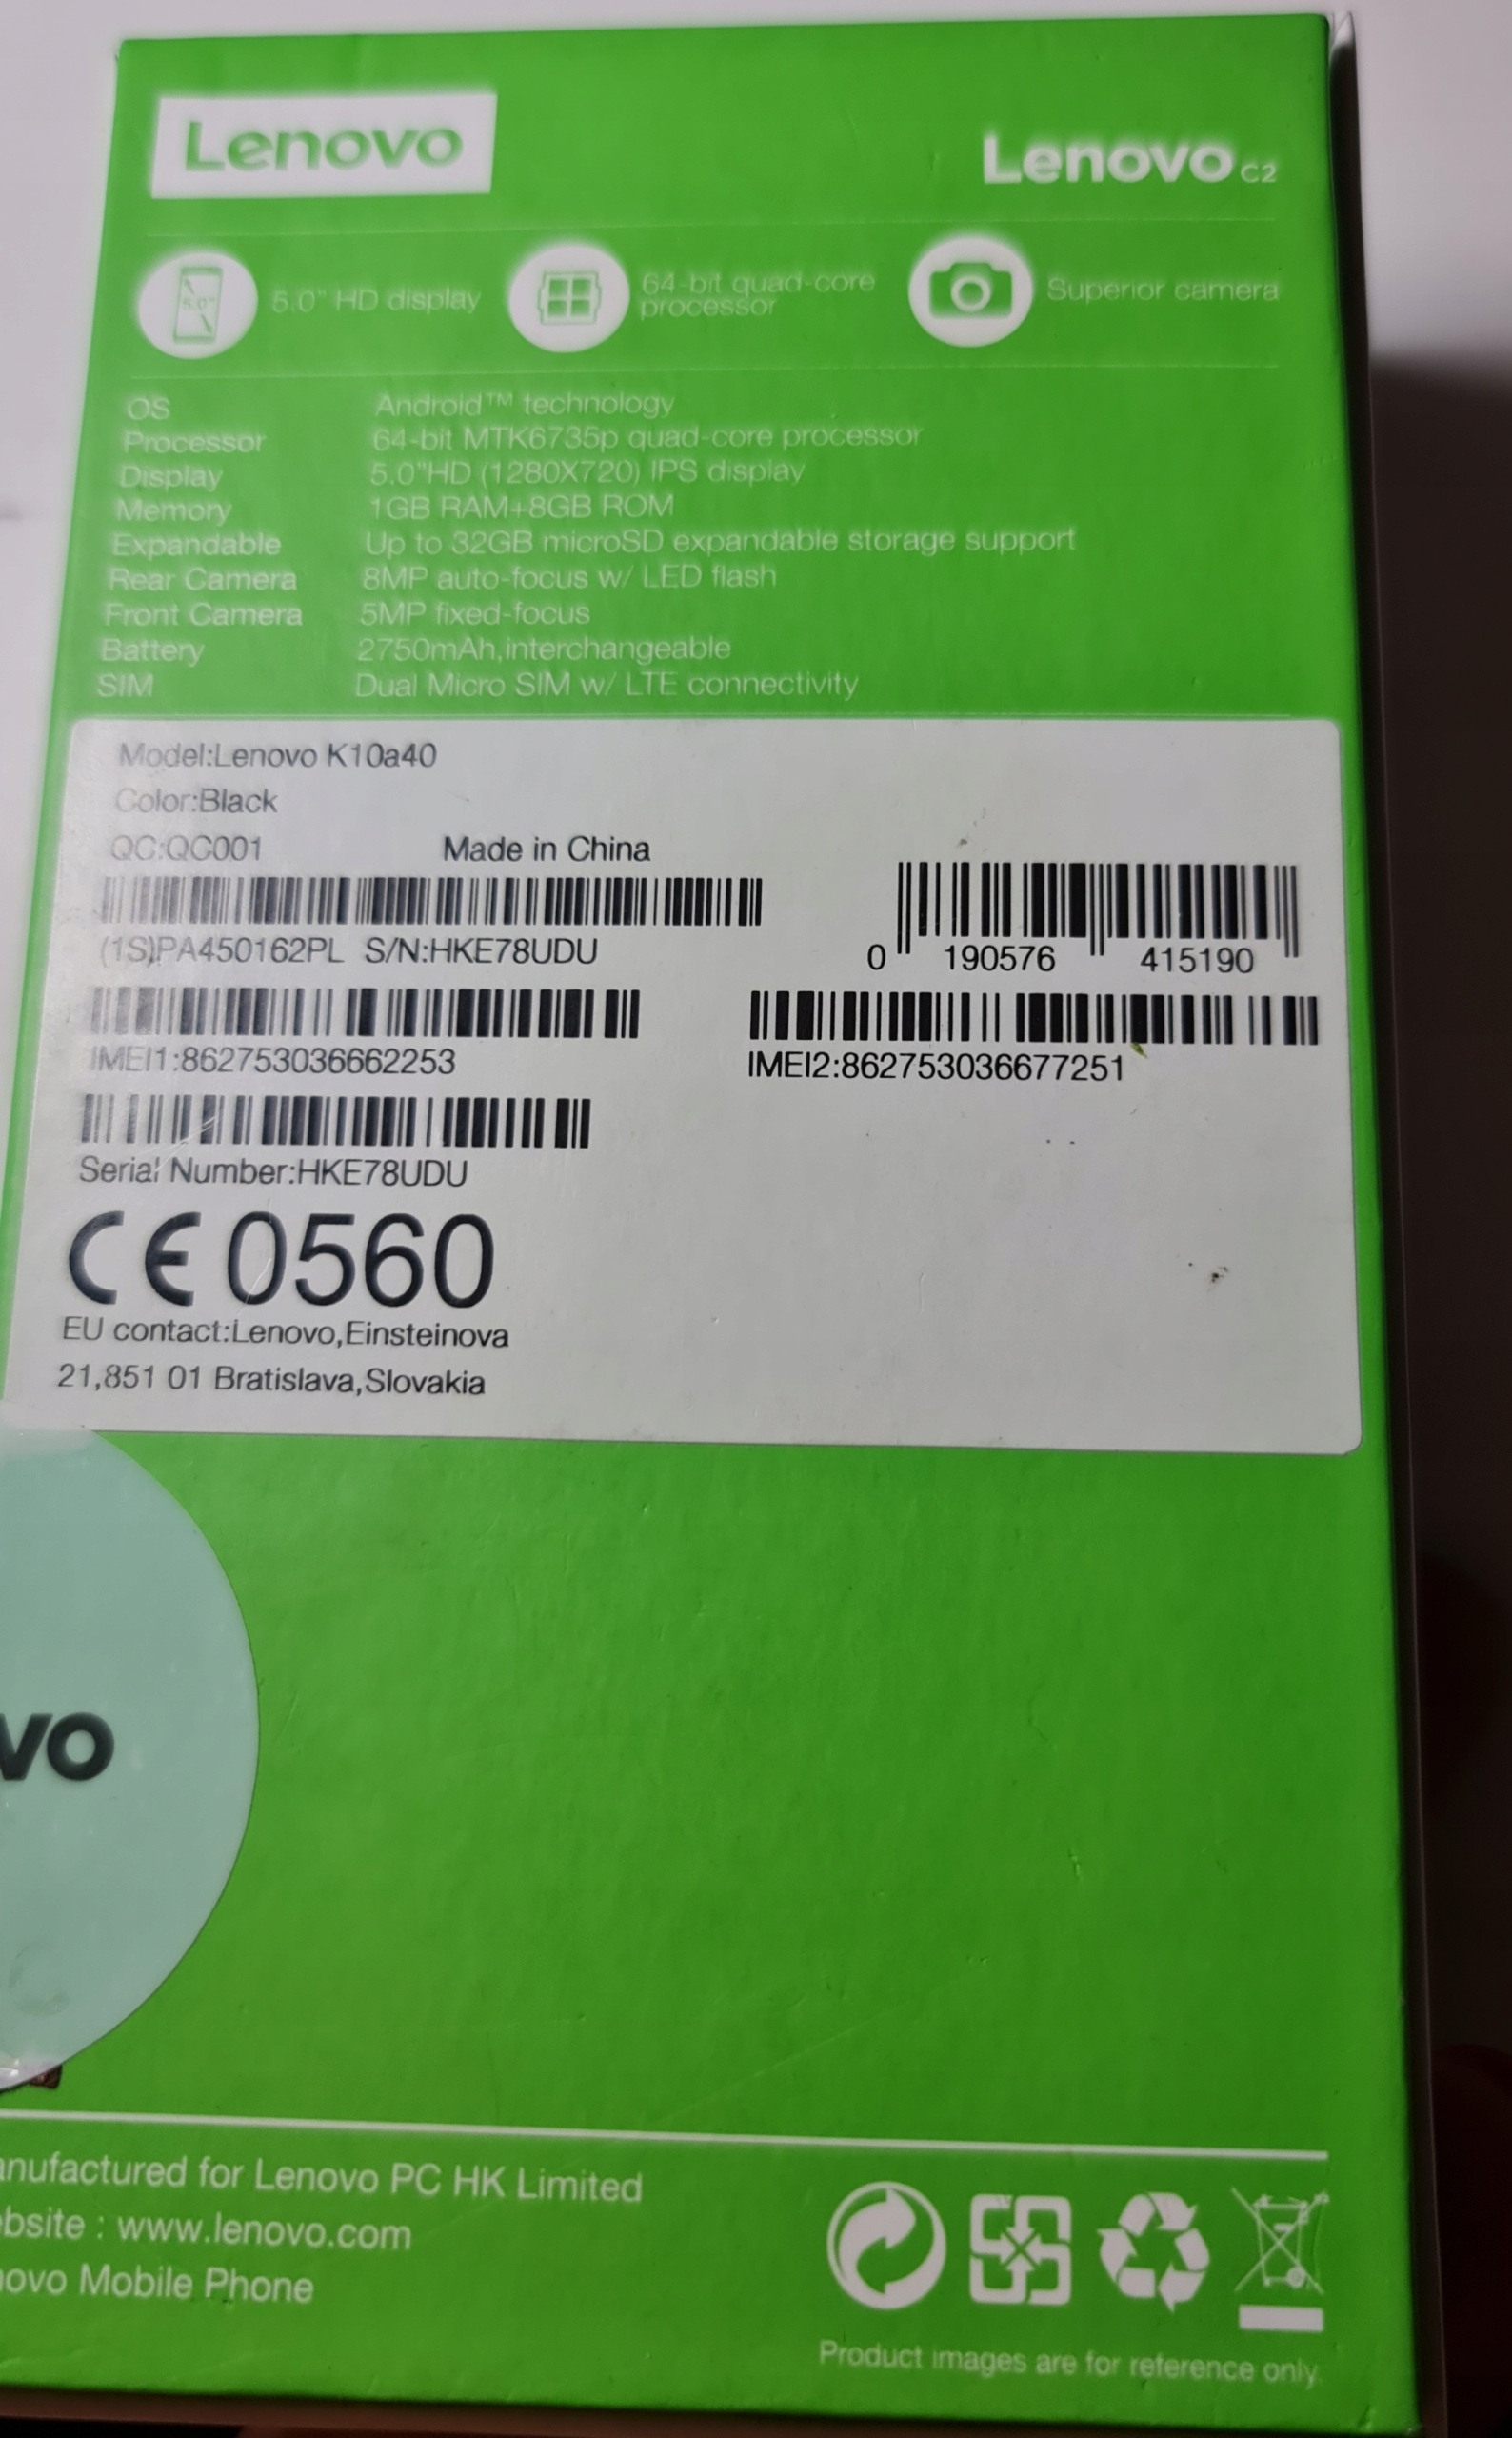 Lenovo
Lenovo C2
5.0"
5.0" HD display
64-bit quad-core
processor
Superior camera
OS Android™ technology
Processor 64-bit MTK6735p quad-core processor
Display 5.0"HD (1280X720) IPS display
Memory 1GB RAM+8GB ROM
Expandable Up to 32GB microSD expandable storage support
Rear Camera 8MP auto-focus w/ LED flash
Front Camera 5MP fixed-focus
Battery 2750mAh,interchangeable
SIM Dual Micro SIM w/ LTE connectivity
Model:Lenovo K10a40
Color:Black
QC:QC001 Made in China
(1S)PA450162PL S/N:HKE78UDU
0 190576 415190
IMEI1:862753036662253
IMEI2:862753036677251
Serial Number:HKE78UDU
CE0560
EU contact:Lenovo,Einsteinova
21,851 01 Bratislava,Slovakia
vo
anufactured for Lenovo PC HK Limited
ebsite : www.lenovo.com
novo Mobile Phone
Product images are for reference only.